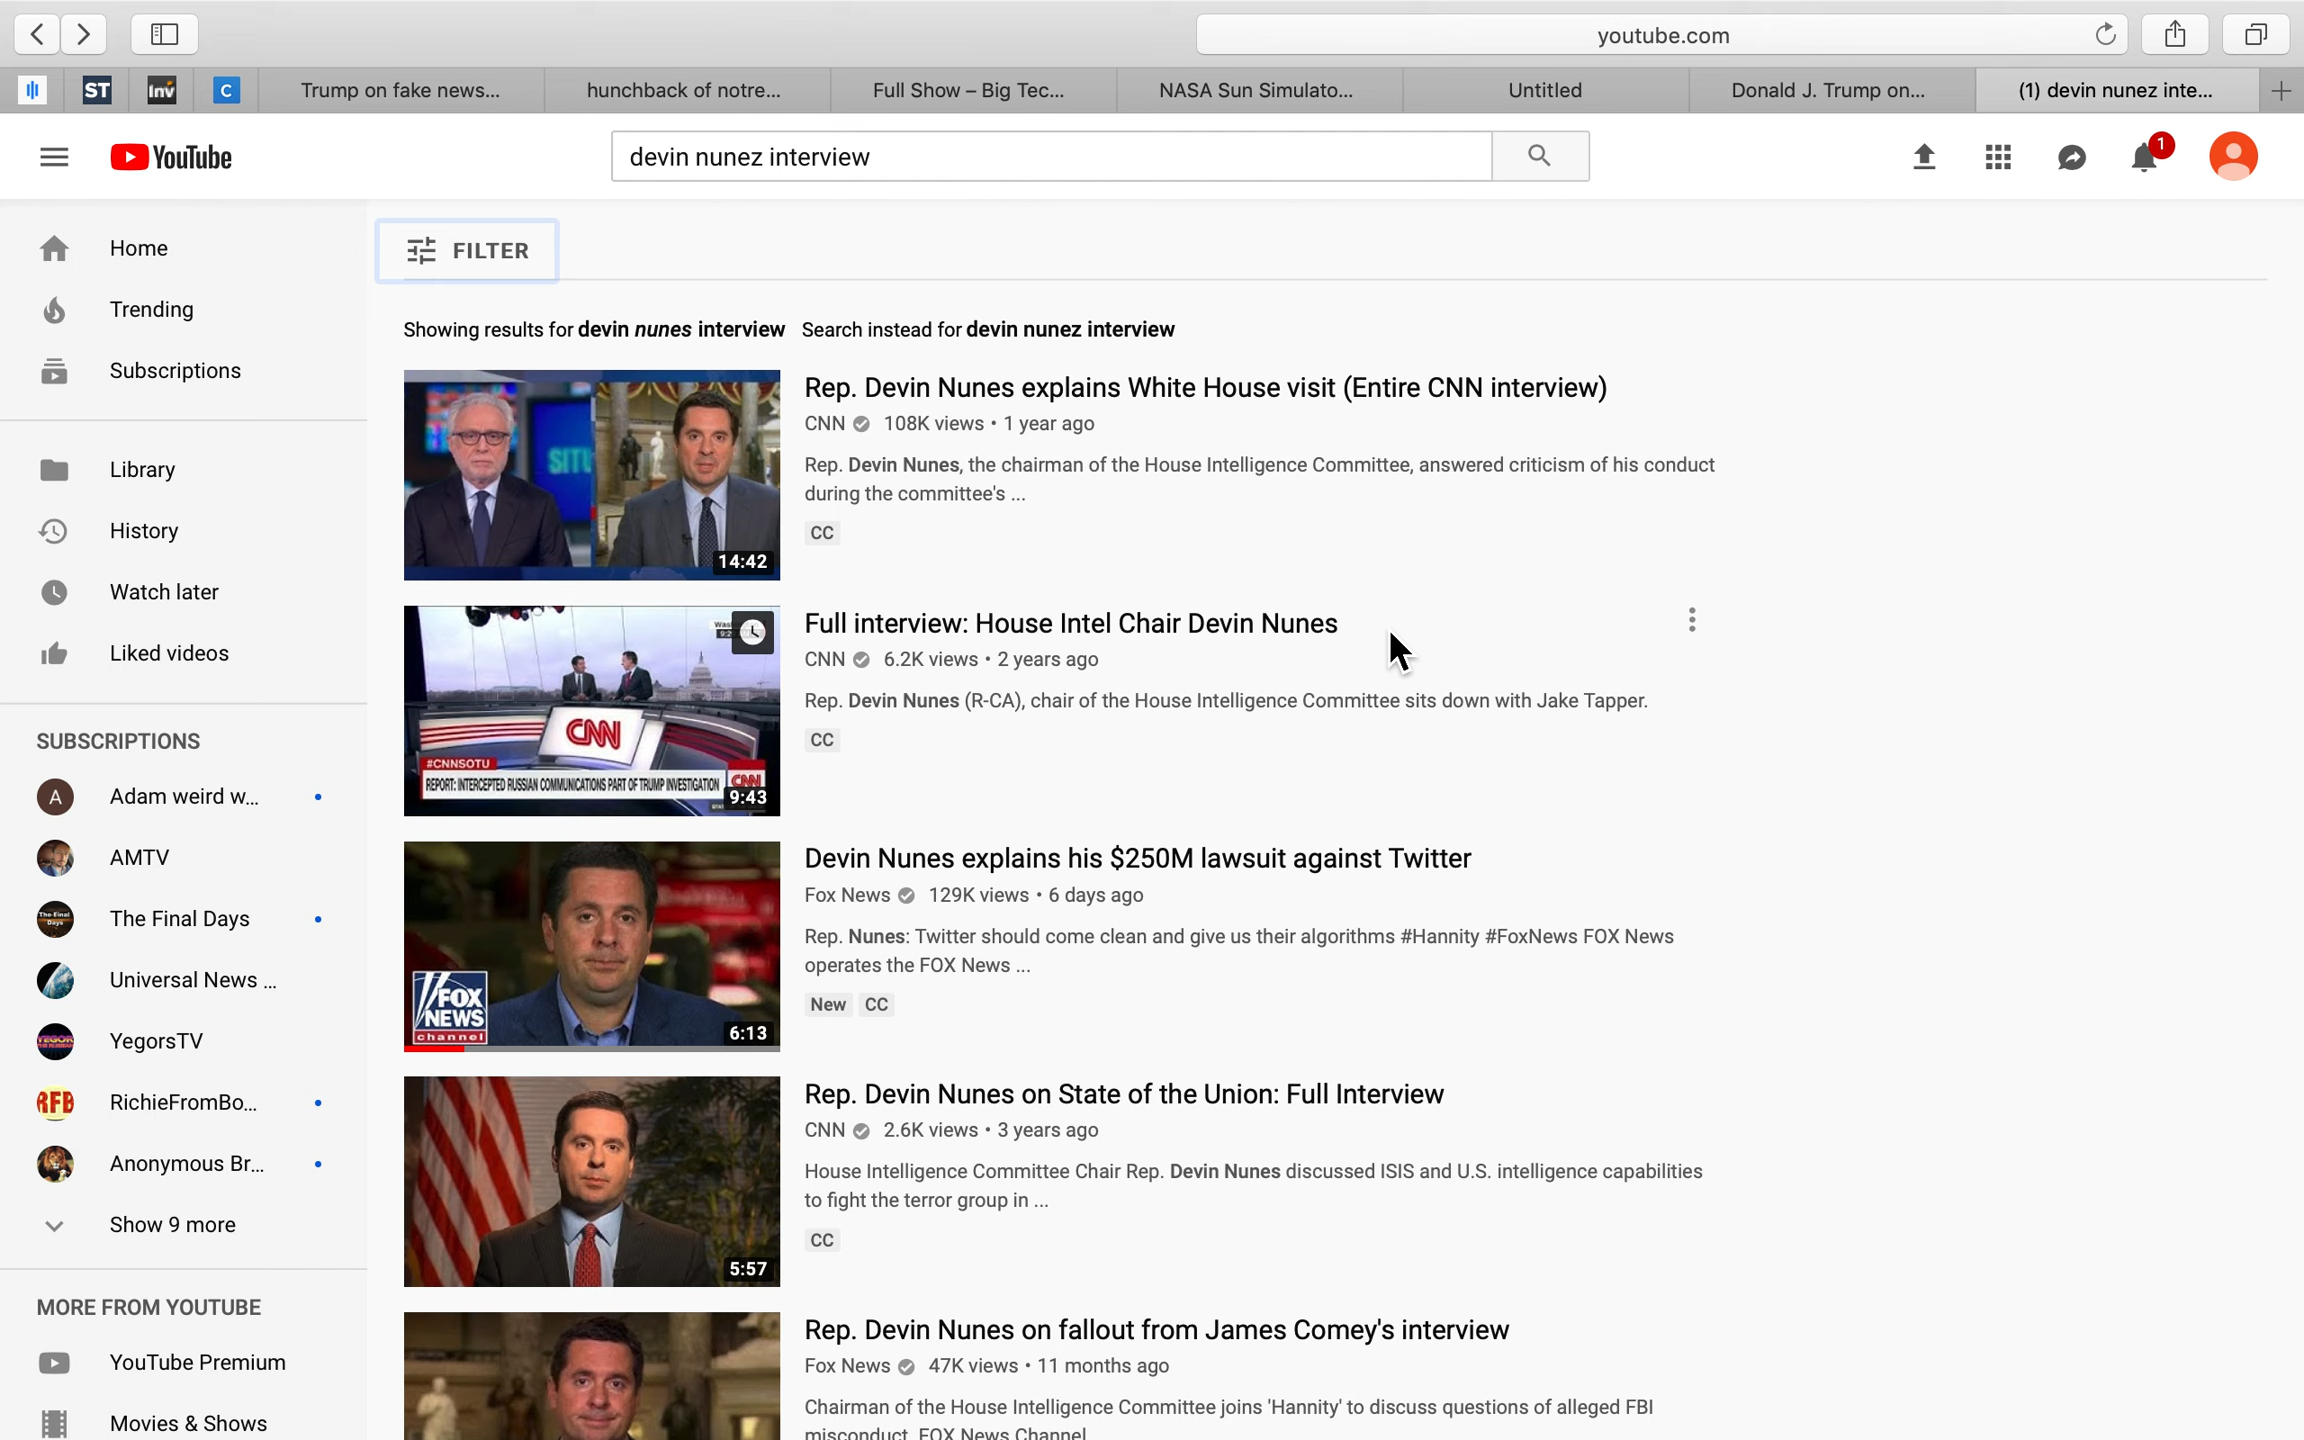 youtube.com
ST
Inv
C
Trump on fake news...
hunchback of notre...
Full Show – Big Tec...
NASA Sun Simulato...
Untitled
Donald J. Trump on...
(1) devin nunez inte...
YouTube
devin nunez interview
1
Home
Trending
Subscriptions
Library
History
Watch later
Liked videos
SUBSCRIPTIONS
A
Adam weird w...
AMTV
The Final Days
The Final Days
Universal News ...
YegorsTV
RFB
RichieFromBo...
Anonymous Br...
Show 9 more
MORE FROM YOUTUBE
YouTube Premium
Movies & Shows
FILTER
Showing results for devin nunes interview Search instead for devin nunez interview
SITU
14:42
Rep. Devin Nunes explains White House visit (Entire CNN interview)
CNN 108K views • 1 year ago
Rep. Devin Nunes, the chairman of the House Intelligence Committee, answered criticism of his conduct
during the committee's ...
CC
CNN
#CNNSOTU
REPORT: INTERCEPTED RUSSIAN COMMUNICATIONS PART OF TRUMP INVESTIGATION
CNN
9:43
Full interview: House Intel Chair Devin Nunes
CNN 6.2K views • 2 years ago
Rep. Devin Nunes (R-CA), chair of the House Intelligence Committee sits down with Jake Tapper.
CC
FOX
NEWS
channel
6:13
Devin Nunes explains his $250M lawsuit against Twitter
Fox News 129K views • 6 days ago
Rep. Nunes: Twitter should come clean and give us their algorithms #Hannity #FoxNews FOX News
operates the FOX News ...
New CC
5:57
Rep. Devin Nunes on State of the Union: Full Interview
CNN 2.6K views • 3 years ago
House Intelligence Committee Chair Rep. Devin Nunes discussed ISIS and U.S. intelligence capabilities
to fight the terror group in ...
CC
Rep. Devin Nunes on fallout from James Comey's interview
Fox News 47K views • 11 months ago
Chairman of the House Intelligence Committee joins 'Hannity' to discuss questions of alleged FBI
misconduct. FOX News Channel